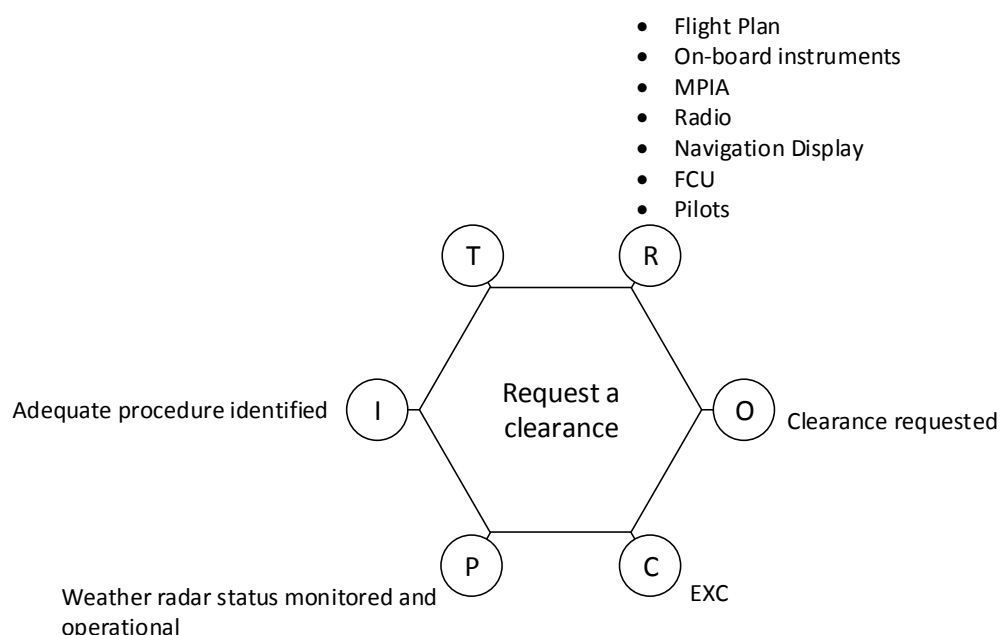 • Flight Plan
• On-board instruments
• MPIA
• Radio
• Navigation Display
• FCU
• Pilots
T
R
Adequate procedure identified
I
Request a
clearance
O
Clearance requested
P
C
Weather radar status monitored and
operational
EXC